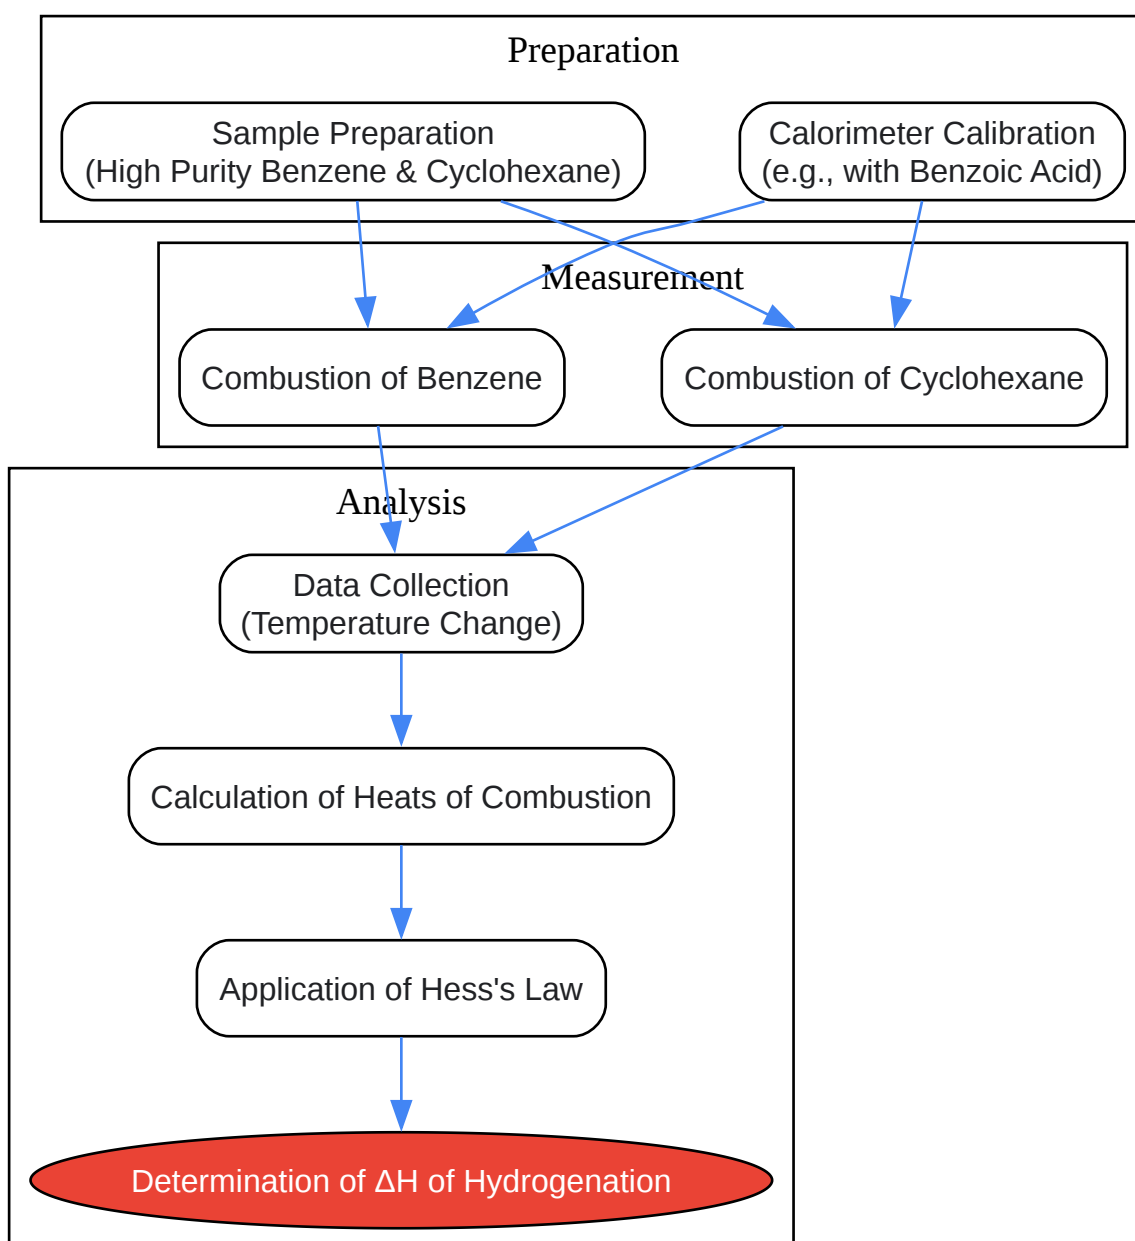 Preparation
Sample Preparation
(High Purity Benzene & Cyclohexane)
Calorimeter Calibration
(e.g., with Benzoic Acid)
Measurement
Combustion of Benzene
Combustion of Cyclohexane
Analysis
Data Collection
(Temperature Change)
Calculation of Heats of Combustion
Application of Hess's Law
Determination of ΔH of Hydrogenation